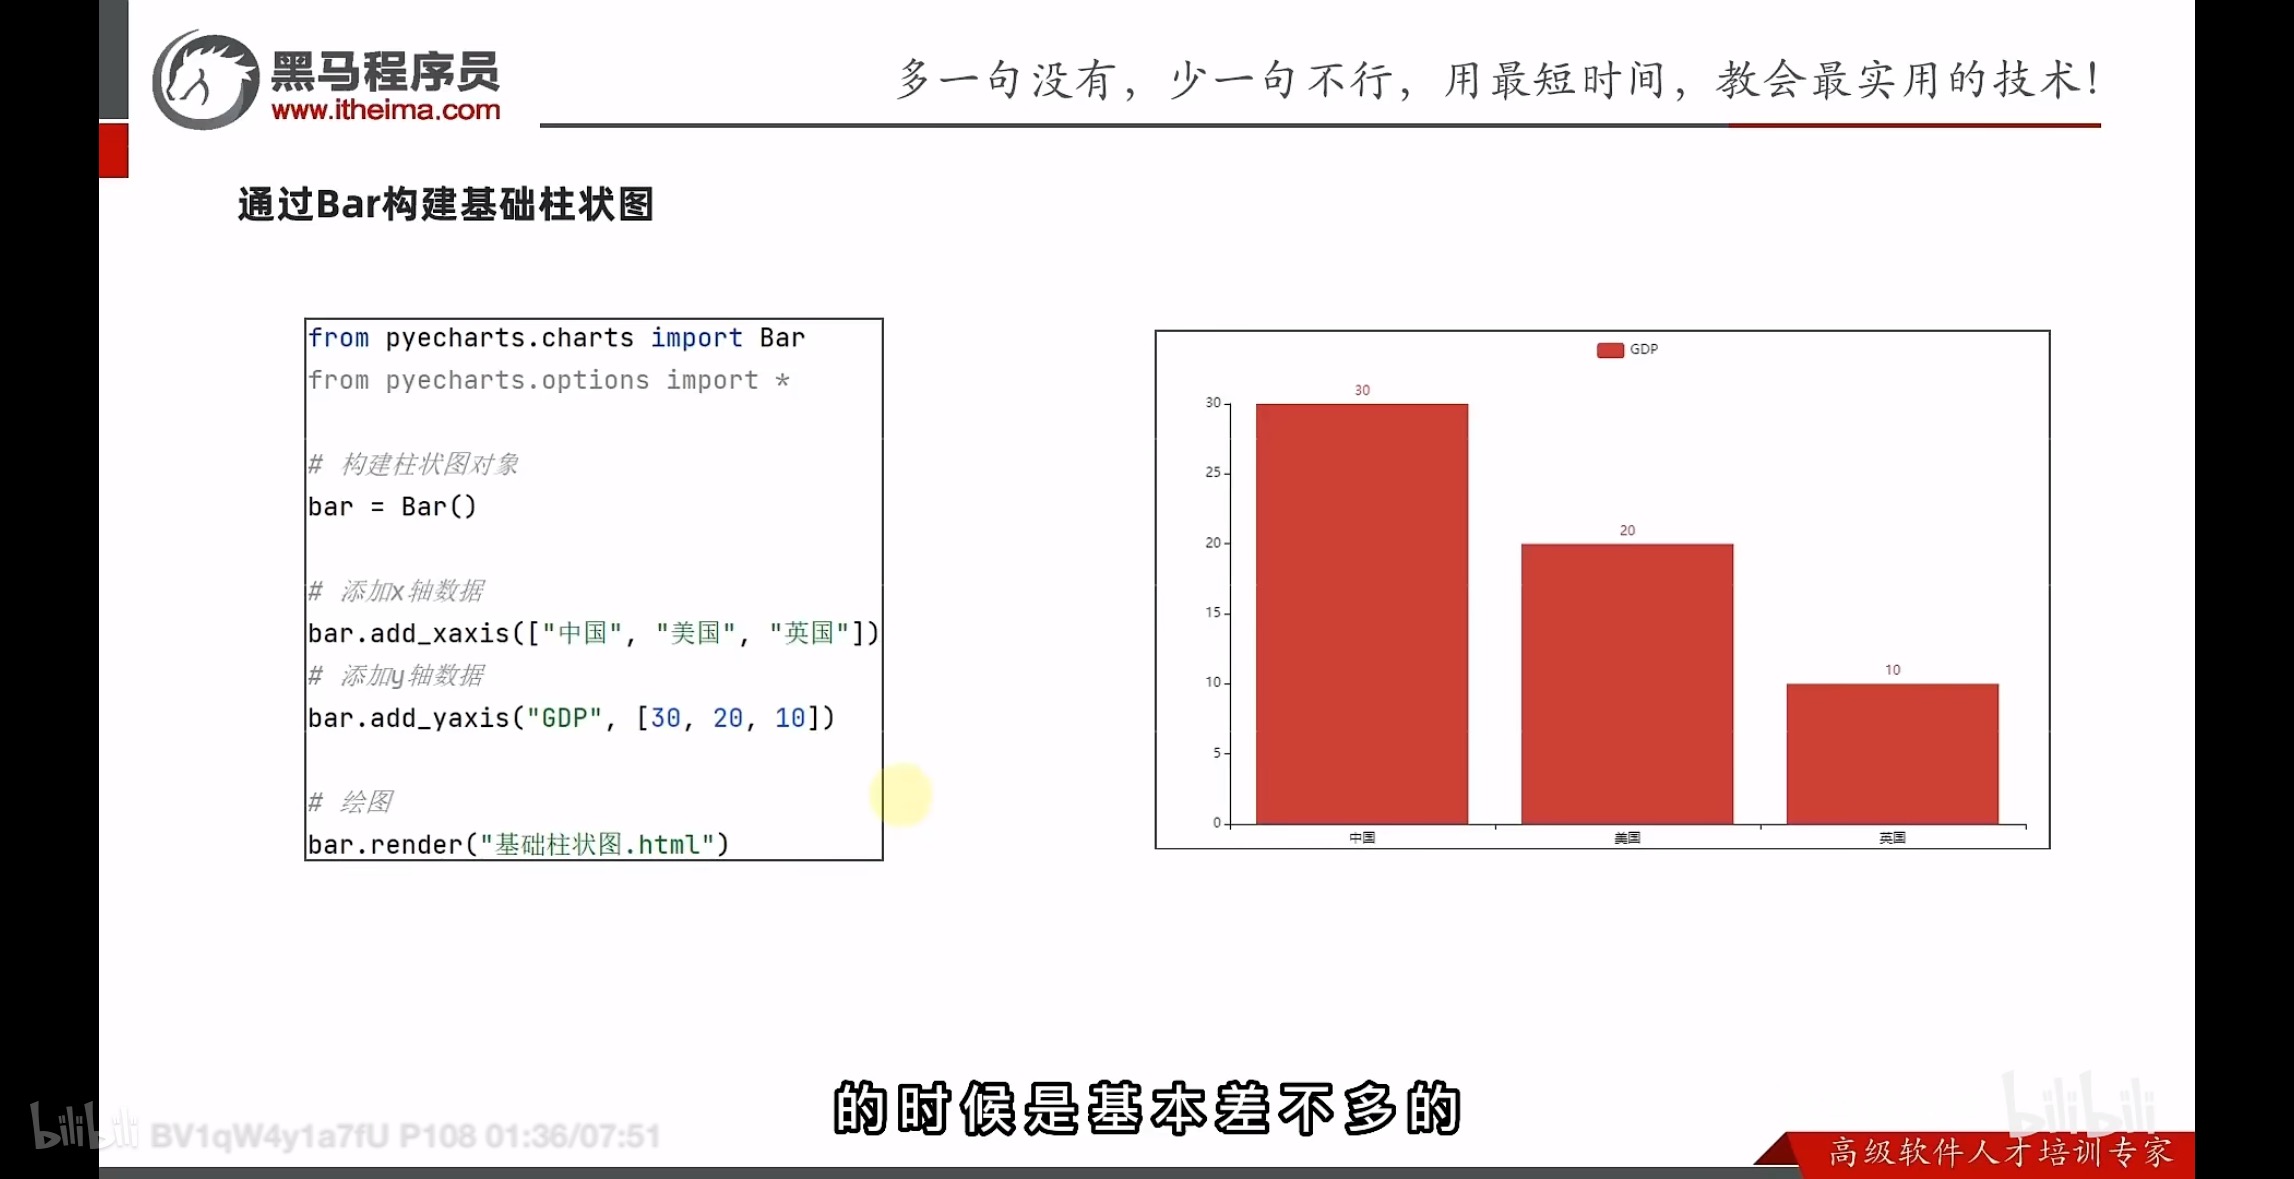 黑马程序员
www.itheima.com
多一句没有，少一句不行，用最短时间，教会最实用的技术！
通过Bar构建基础柱状图
from pyecharts.charts import Bar
from pyecharts.options import *
# 构建柱状图对象
bar = Bar()
# 添加x轴数据
bar.add_xaxis(["中国", "美国", "英国"])
# 添加y轴数据
bar.add_yaxis("GDP", [30, 20, 10])
# 绘图
bar.render("基础柱状图.html")
GDP
30
25
20
15
10
5
0
30
20
10
中国
美国
英国
的时候是基本差不多的
bilibili BV1qW4y1a7fU P108 01:36/07:51
bilibili
高级软件人才培训专家